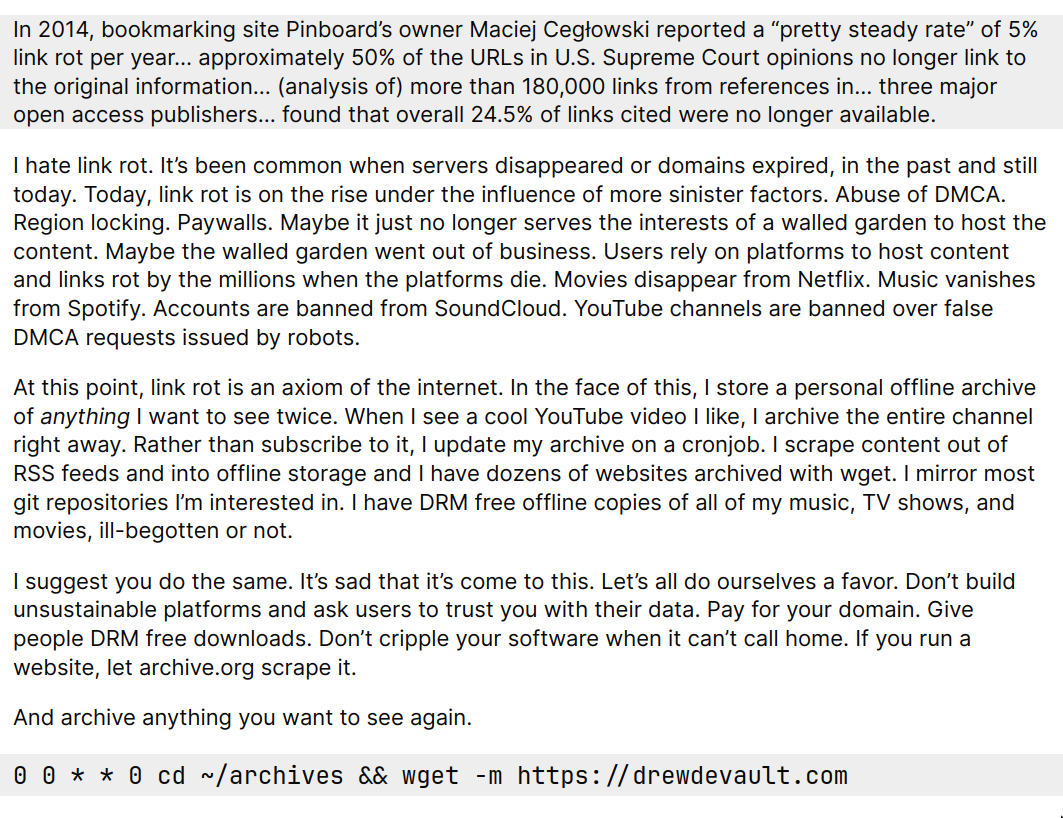 In 2014, bookmarking site Pinboard’s owner Maciej Cegłowski reported a “pretty steady rate” of 5%
link rot per year… approximately 50% of the URLs in U.S. Supreme Court opinions no longer link to
the original information… (analysis of) more than 180,000 links from references in… three major
open access publishers… found that overall 24.5% of links cited were no longer available.
I hate link rot. It’s been common when servers disappeared or domains expired, in the past and still
today. Today, link rot is on the rise under the influence of more sinister factors. Abuse of DMCA.
Region locking. Paywalls. Maybe it just no longer serves the interests of a walled garden to host the
content. Maybe the walled garden went out of business. Users rely on platforms to host content
and links rot by the millions when the platforms die. Movies disappear from Netflix. Music vanishes
from Spotify. Accounts are banned from SoundCloud. YouTube channels are banned over false
DMCA requests issued by robots.
At this point, link rot is an axiom of the internet. In the face of this, I store a personal offline archive
of anything I want to see twice. When I see a cool YouTube video I like, I archive the entire channel
right away. Rather than subscribe to it, I update my archive on a cronjob. I scrape content out of
RSS feeds and into offline storage and I have dozens of websites archived with wget. I mirror most
git repositories I’m interested in. I have DRM free offline copies of all of my music, TV shows, and
movies, ill-begotten or not.
I suggest you do the same. It’s sad that it’s come to this. Let’s all do ourselves a favor. Don’t build
unsustainable platforms and ask users to trust you with their data. Pay for your domain. Give
people DRM free downloads. Don’t cripple your software when it can’t call home. If you run a
website, let archive.org scrape it.
And archive anything you want to see again.
0 0 * * 0 cd ~/archives && wget -m https://drewdevault.com